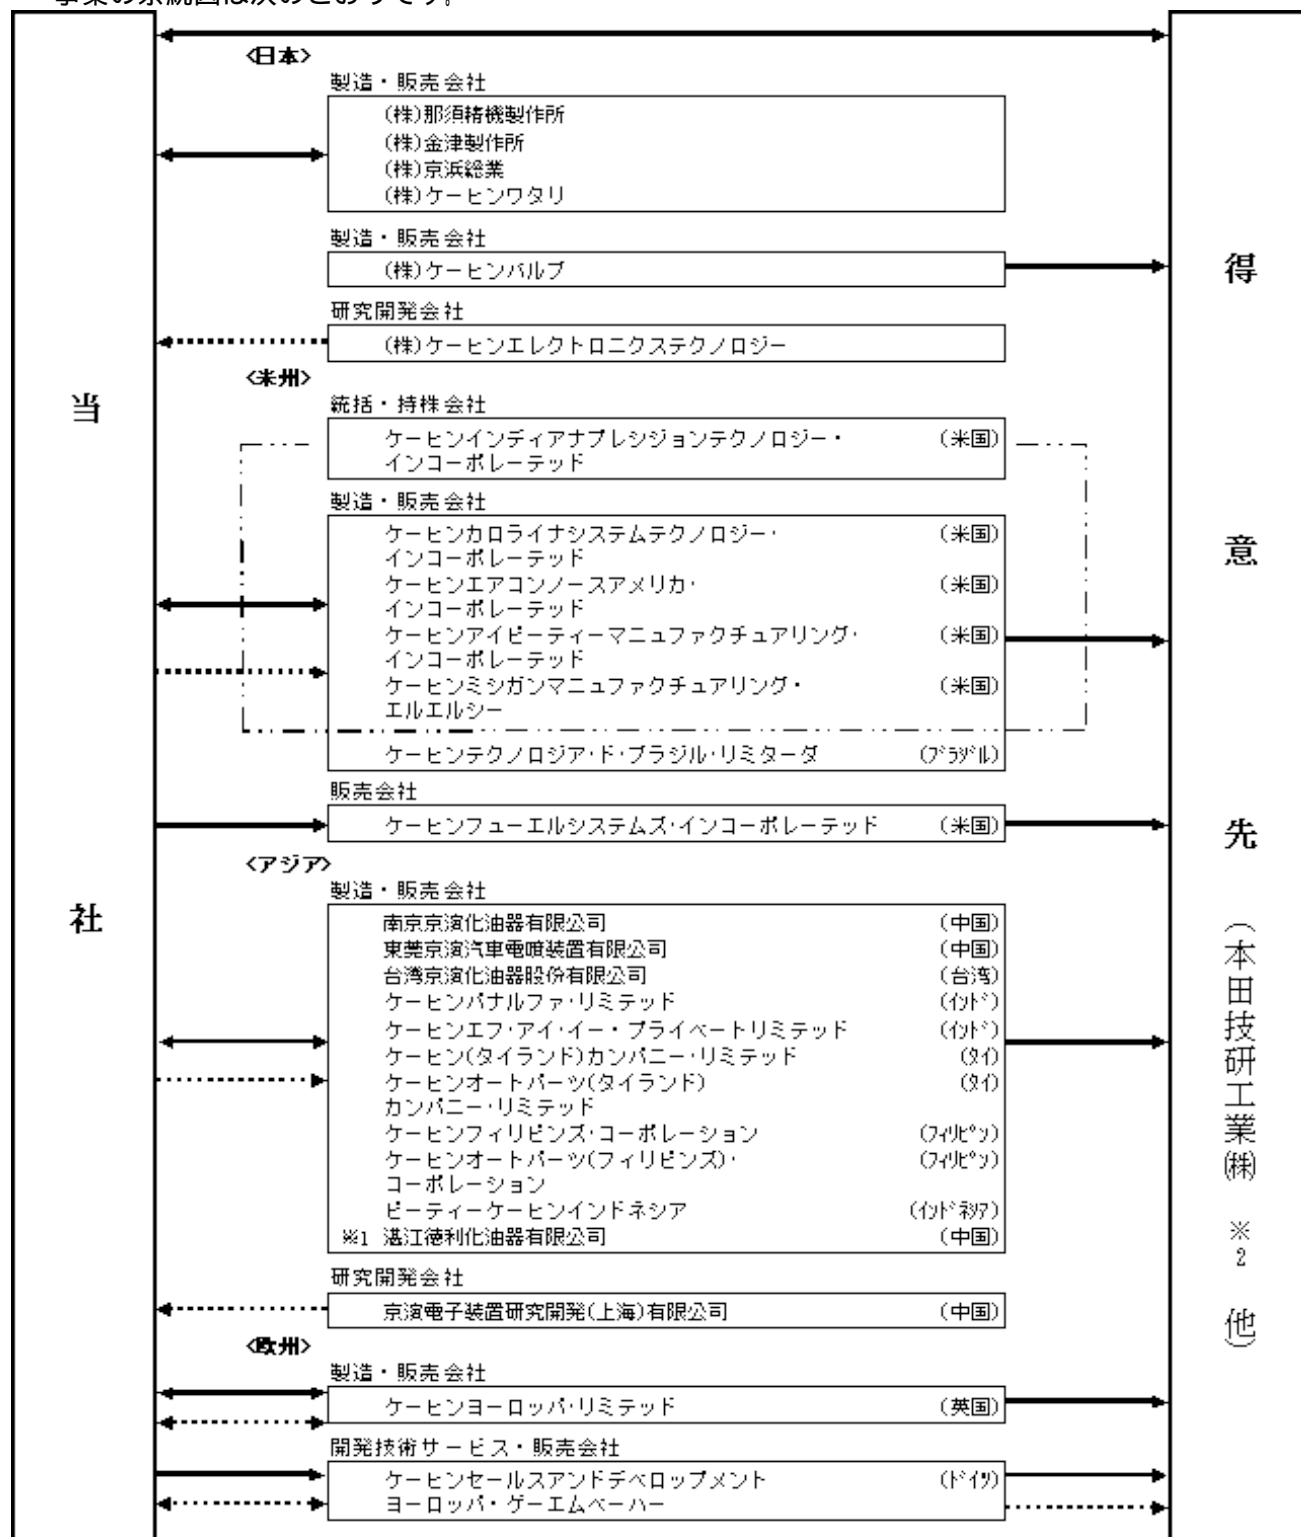 事業の系統図は次のとおりです。
<日本>
製造・販売会社
(株)那須精機製作所
(株)金津製作所
(株)京浜総業
(株)ケーヒンワタリ
製造・販売会社
(株)ケーヒンバルブ
研究開発会社
(株)ケーヒンエレクトロニクステクノロジー
<米州>
統括・持株会社
ケーヒンインディアナプレシジョンテクノロジー・ (米国)
インコーポレーテッド
製造・販売会社
ケーヒンカロライナシステムテクノロジー・ (米国)
インコーポレーテッド
ケーヒンエアコンノースアメリカ・ (米国)
インコーポレーテッド
ケーヒンアイピーティーマニュファクチュアリング・ (米国)
インコーポレーテッド
ケーヒンミシガンマニュファクチュアリング・ (米国)
エルエルシー
ケーヒンテクノロジア・ド・ブラジル・リミターダ (ブラジル)
販売会社
ケーヒンフューエルシステムズ・インコーポレーテッド (米国)
<アジア>
製造・販売会社
南京京濱化油器有限公司 (中国)
東莞京濱汽車電噴装置有限公司 (中国)
台湾京濱化油器股份有限公司 (台湾)
ケーヒンパナルファ・リミテッド (インド)
ケーヒンエフ・アイ・イー・プライベートリミテッド (インド)
ケーヒン(タイランド)カンパニー・リミテッド (タイ)
ケーヒンオートパーツ(タイランド) (タイ)
カンパニー・リミテッド
ケーヒンフィリピンズ・コーポレーション (フィリピン)
ケーヒンオートパーツ(フィリピンズ)・ (フィリピン)
コーポレーション
ピーティーケーヒンインドネシア (インドネシア)
※1 湛江徳利化油器有限公司 (中国)
研究開発会社
京濱電子装置研究開発(上海)有限公司 (中国)
<欧州>
製造・販売会社
ケーヒンヨーロッパ・リミテッド (英国)
開発技術サービス・販売会社
ケーヒンセールスアンドデベロップメント (ドイツ)
ヨーロッパ・ゲーエムベーハー
当社
得意先(本田技研工業㈱ ※2 他)